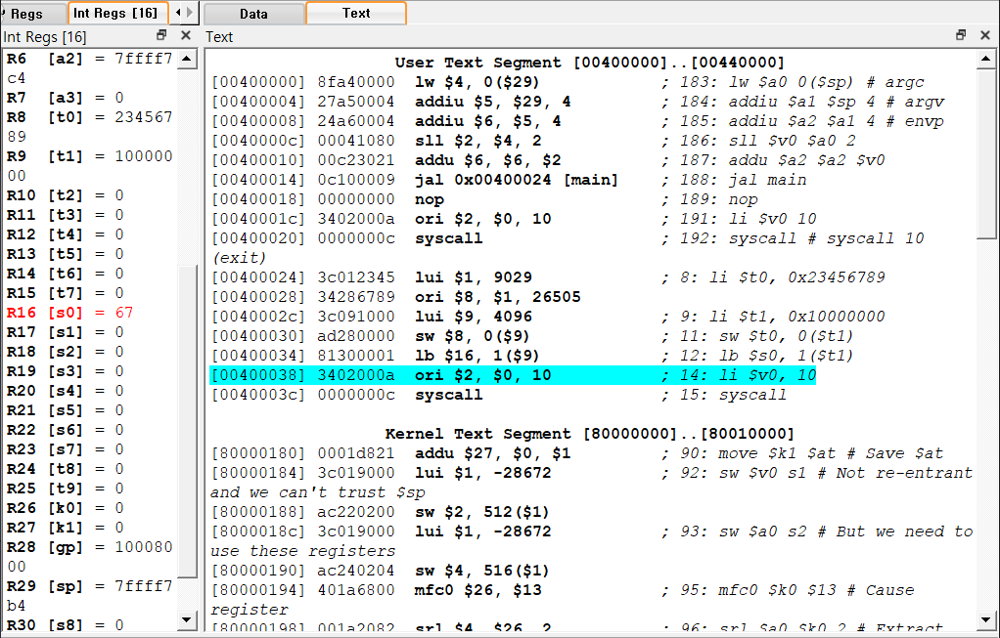 Regs
Int Regs [16]
Data
Text
Int Regs [16]
Text
R6 [a2] = 7ffff7
c4
R7 [a3] = 0
R8 [t0] = 234567
89
R9 [t1] = 100000
00
R10 [t2] = 0
R11 [t3] = 0
R12 [t4] = 0
R13 [t5] = 0
R14 [t6] = 0
R15 [t7] = 0
R16 [s0] = 67
R17 [s1] = 0
R18 [s2] = 0
R19 [s3] = 0
R20 [s4] = 0
R21 [s5] = 0
R22 [s6] = 0
R23 [s7] = 0
R24 [t8] = 0
R25 [t9] = 0
R26 [k0] = 0
R27 [k1] = 0
R28 [gp] = 100080
00
R29 [sp] = 7ffff7
b4
R30 [s8] = 0
User Text Segment [00400000]..[00440000]
[00400000] 8fa40000 lw $4, 0($29) ; 183: lw $a0 0($sp) # argc
[00400004] 27a50004 addiu $5, $29, 4 ; 184: addiu $a1 $sp 4 # argv
[00400008] 24a60004 addiu $6, $5, 4 ; 185: addiu $a2 $a1 4 # envp
[0040000c] 00041080 sll $2, $4, 2 ; 186: sll $v0 $a0 2
[00400010] 00c23021 addu $6, $6, $2 ; 187: addu $a2 $a2 $v0
[00400014] 0c100009 jal 0x00400024 [main] ; 188: jal main
[00400018] 00000000 nop ; 189: nop
[0040001c] 3402000a ori $2, $0, 10 ; 191: li $v0 10
[00400020] 0000000c syscall ; 192: syscall # syscall 10
(exit)
[00400024] 3c012345 lui $1, 9029 ; 8: li $t0, 0x23456789
[00400028] 34286789 ori $8, $1, 26505
[0040002c] 3c091000 lui $9, 4096 ; 9: li $t1, 0x10000000
[00400030] ad280000 sw $8, 0($9) ; 11: sw $t0, 0($t1)
[00400034] 81300001 lb $16, 1($9) ; 12: lb $s0, 1($t1)
[00400038] 3402000a ori $2, $0, 10 ; 14: li $v0, 10
[0040003c] 0000000c syscall ; 15: syscall
Kernel Text Segment [80000000]..[80010000]
[80000180] 0001d821 addu $27, $0, $1 ; 90: move $k1 $at # Save $at
[80000184] 3c019000 lui $1, -28672 ; 92: sw $v0 s1 # Not re-entrant
and we can't trust $sp
[80000188] ac220200 sw $2, 512($1)
[8000018c] 3c019000 lui $1, -28672 ; 93: sw $a0 s2 # But we need to
use these registers
[80000190] ac240204 sw $4, 516($1)
[80000194] 401a6800 mfc0 $26, $13 ; 95: mfc0 $k0 $13 # Cause
register
[80000198] 001a2082 srl $4, $26, 2 ; 96: srl $a0 $k0 2 # Extract